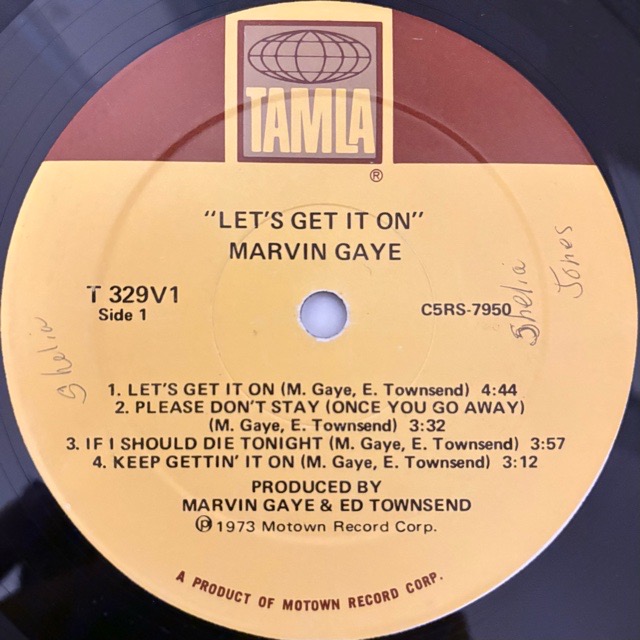 TAMLA
®
"LET'S GET IT ON"
MARVIN GAYE
T 329V1
Side 1
C5RS-7950
Shelia
Jones
Shelia
1. LET'S GET IT ON (M. Gaye, E. Townsend) 4:44
2. PLEASE DON'T STAY (ONCE YOU GO AWAY)
(M. Gaye, E. Townsend) 3:32
3. IF I SHOULD DIE TONIGHT (M. Gaye, E. Townsend) 3:57
4. KEEP GETTIN' IT ON (M. Gaye, E. Townsend) 3:12
PRODUCED BY
MARVIN GAYE & ED TOWNSEND
℗ 1973 Motown Record Corp.
A PRODUCT OF MOTOWN RECORD CORP.